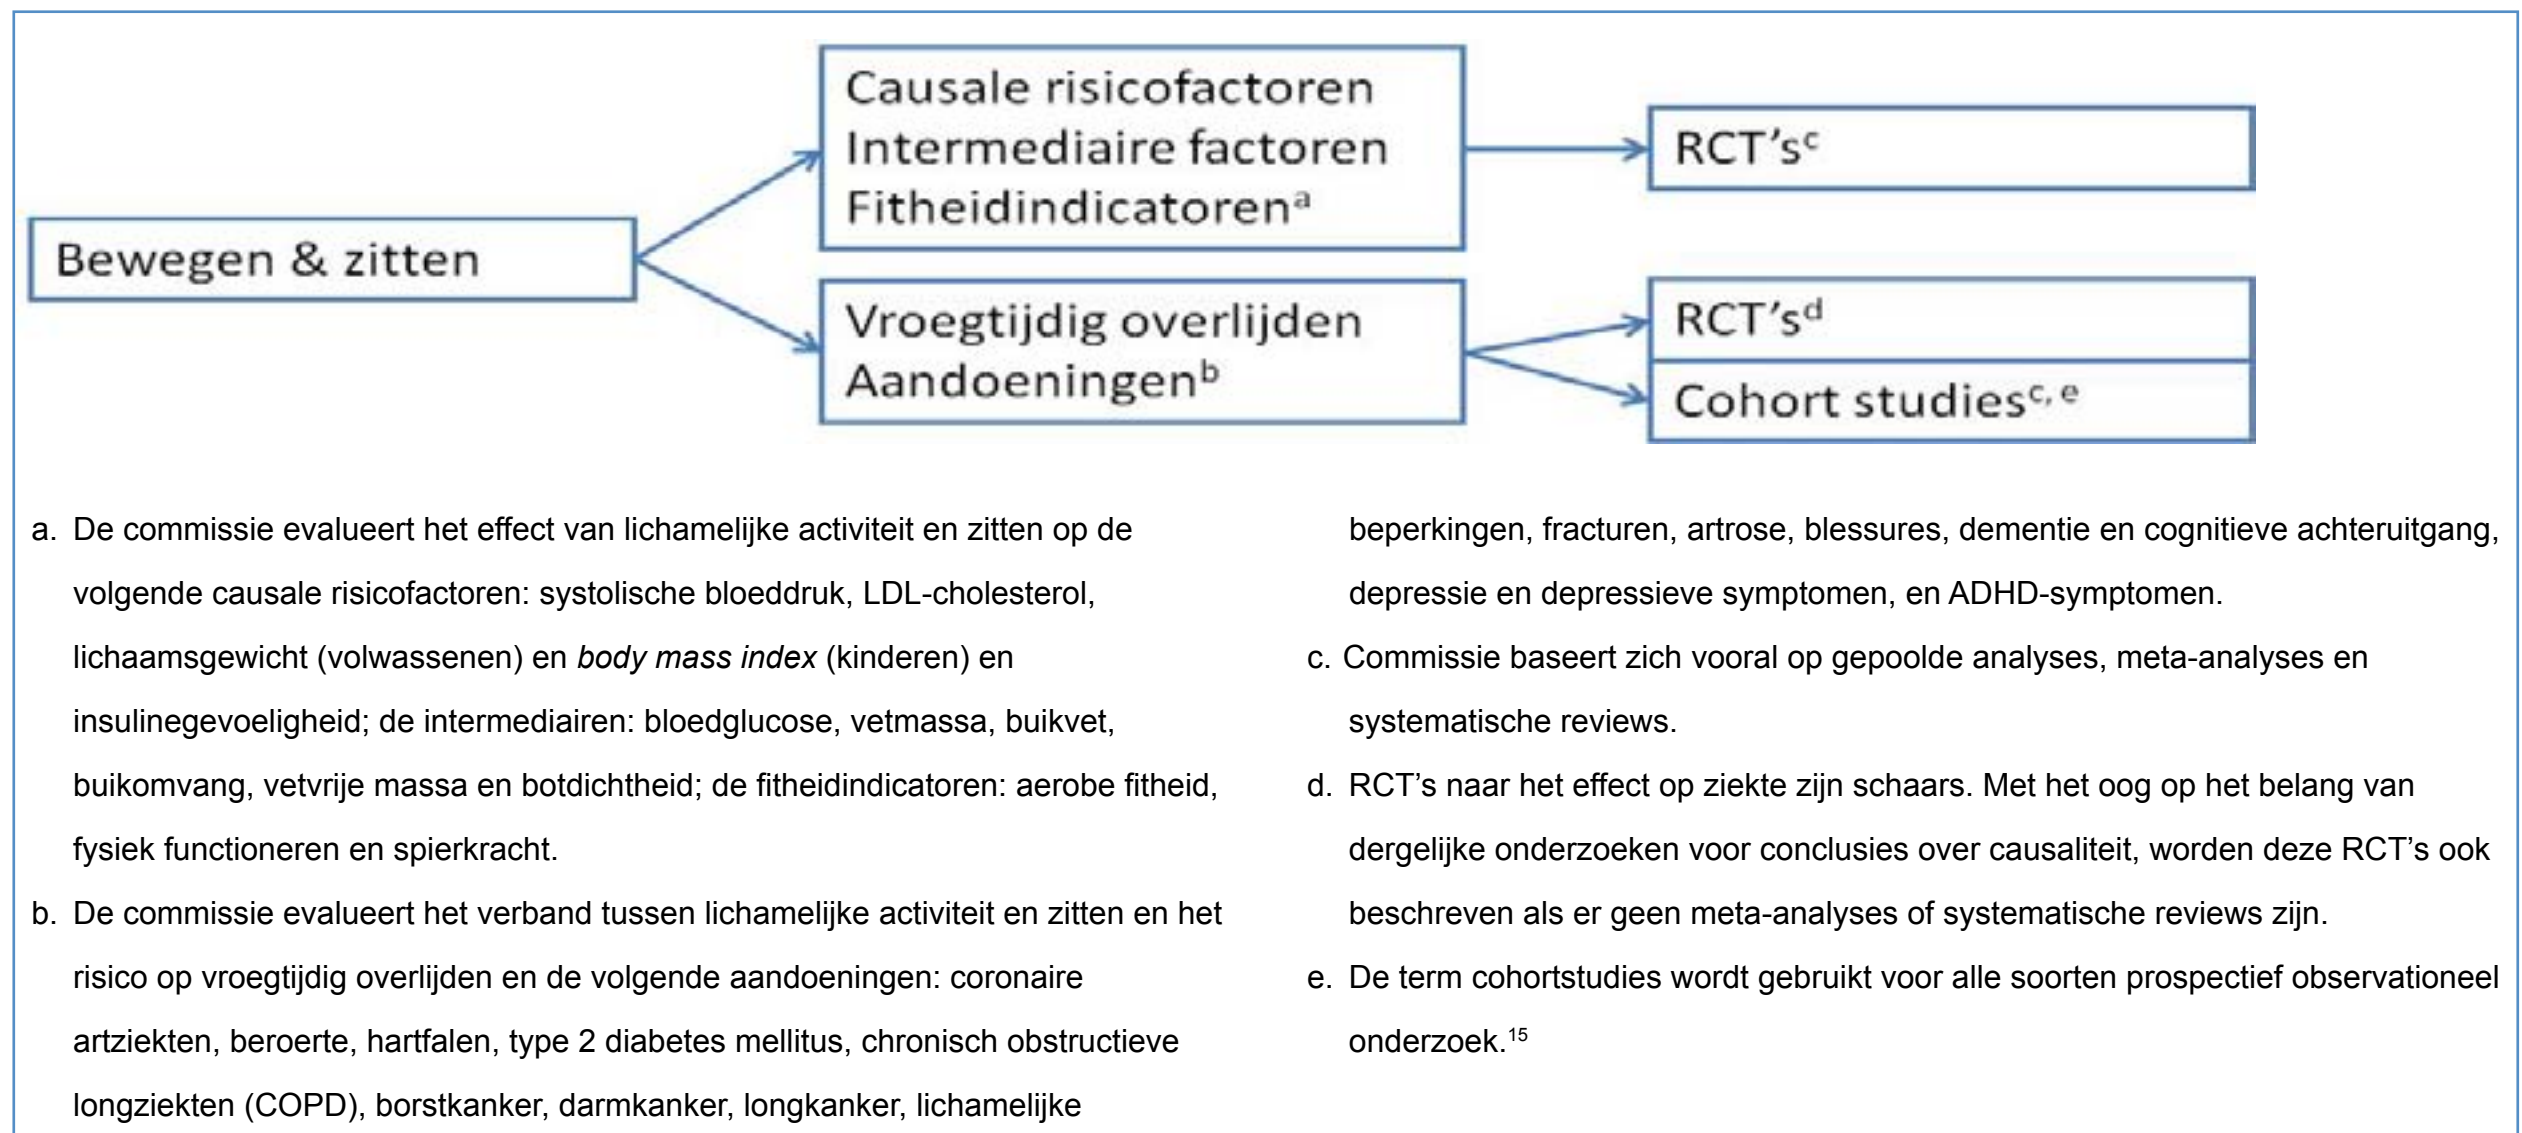 Bewegen & zitten
Causale risicofactoren
Intermediaire factoren
Fitheidindicatorenᵃ
Vroegtijdig overlijden
Aandoeningenᵇ
RCT’sᶜ
RCT’sᵈ
Cohort studiesᶜ, ᵉ
a. De commissie evalueert het effect van lichamelijke activiteit en zitten op de
volgende causale risicofactoren: systolische bloeddruk, LDL-cholesterol,
lichaamsgewicht (volwassenen) en body mass index (kinderen) en
insulinegevoeligheid; de intermediairen: bloedglucose, vetmassa, buikvet,
buikomvang, vetvrije massa en botdichtheid; de fitheidindicatoren: aerobe fitheid,
fysiek functioneren en spierkracht.
b. De commissie evalueert het verband tussen lichamelijke activiteit en zitten en het
risico op vroegtijdig overlijden en de volgende aandoeningen: coronaire
artziekten, beroerte, hartfalen, type 2 diabetes mellitus, chronisch obstructieve
longziekten (COPD), borstkanker, darmkanker, longkanker, lichamelijke
beperkingen, fracturen, artrose, blessures, dementie en cognitieve achteruitgang,
depressie en depressieve symptomen, en ADHD-symptomen.
c. Commissie baseert zich vooral op gepoolde analyses, meta-analyses en
systematische reviews.
d. RCT’s naar het effect op ziekte zijn schaars. Met het oog op het belang van
dergelijke onderzoeken voor conclusies over causaliteit, worden deze RCT’s ook
beschreven als er geen meta-analyses of systematische reviews zijn.
e. De term cohortstudies wordt gebruikt voor alle soorten prospectief observationeel
onderzoek.¹⁵